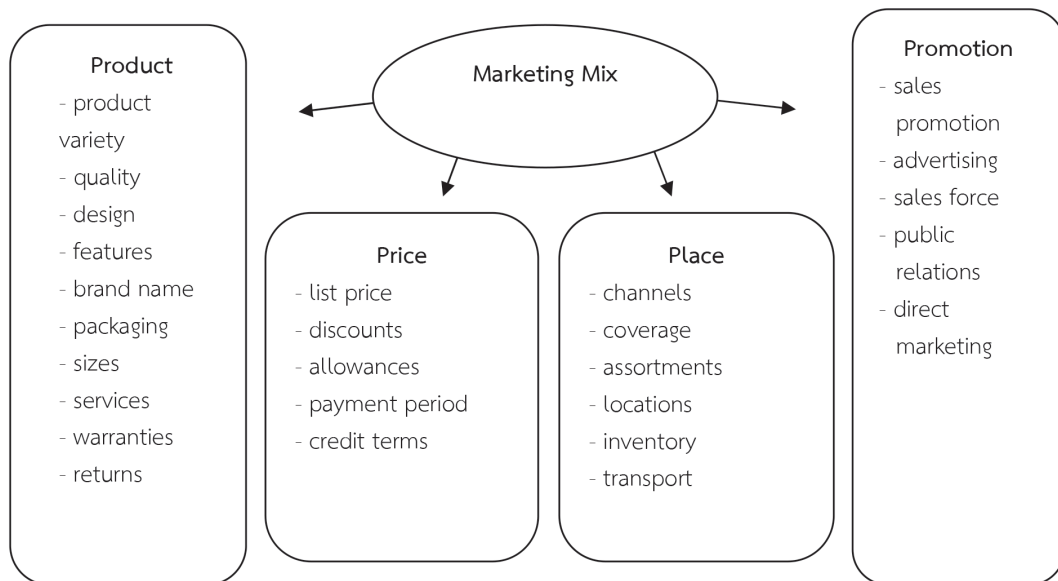 Marketing Mix
Product
- product
variety
- quality
- design
- features
- brand name
- packaging
- sizes
- services
- warranties
- returns
Price
- list price
- discounts
- allowances
- payment period
- credit terms
Place
- channels
- coverage
- assortments
- locations
- inventory
- transport
Promotion
- sales
promotion
- advertising
- sales force
- public
relations
- direct
marketing